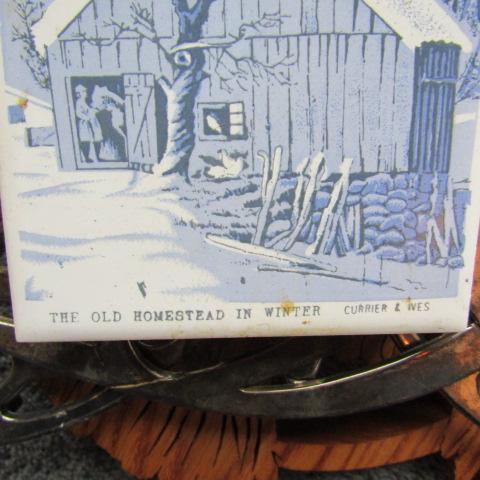 THE OLD HOMESTEAD IN WINTER CURRIER & IVES